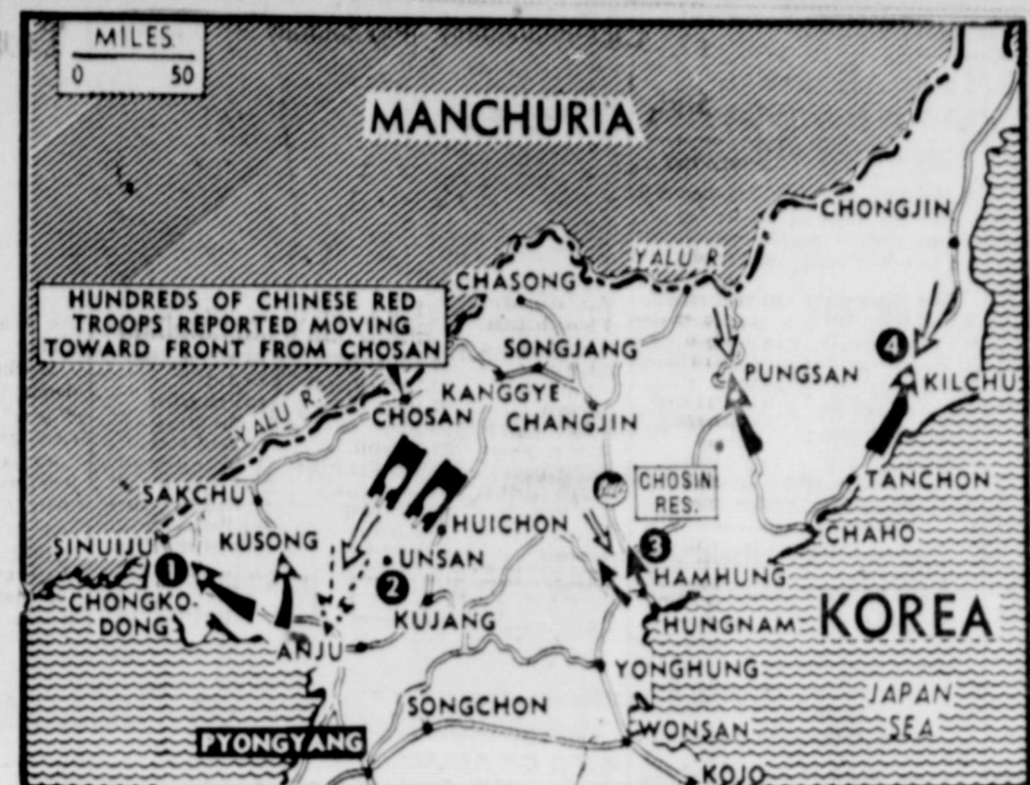 MILES
0 50
MANCHURIA
CHONGJIN
YALU R.
CHASONG
HUNDREDS OF CHINESE RED
TROOPS REPORTED MOVING
TOWARD FRONT FROM CHOSAN
SONGJANG
4
PUNGSAN
KILCHU
KANGGYE
CHOSAN
CHANGJIN
YALU R.
CHOSIN
RES.
TANCHON
SAKCHU
HUICHON
CHAHO
SINUIJU
KUSONG
UNSAN
3
1
2
HAMHUNG
CHONGKO-
DONG
KUJANG
HUNGNAM
KOREA
ANJU
YONGHUNG
JAPAN
SEA
SONGCHON
WONSAN
PYONGYANG
KOJO